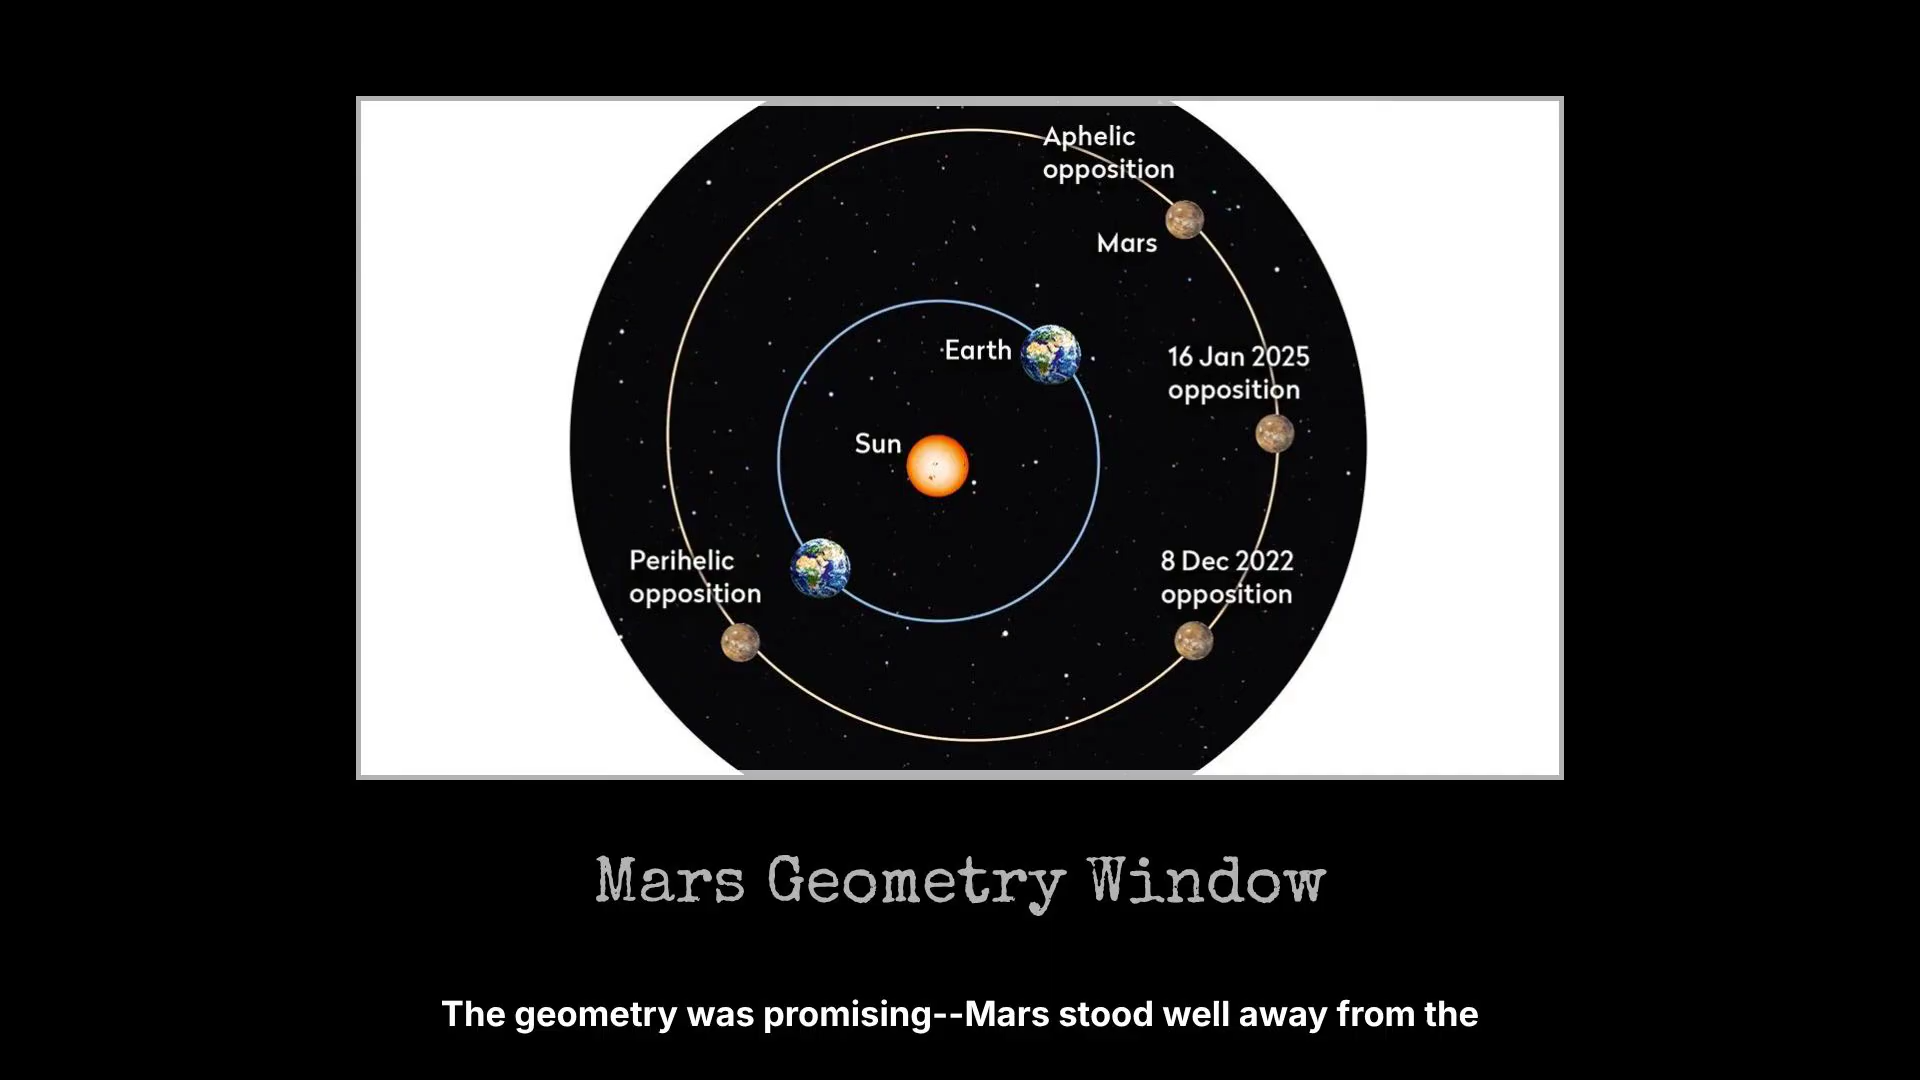 Aphelic
opposition
Mars
Earth
16 Jan 2025
opposition
Sun
Perihelic
opposition
8 Dec 2022
opposition
Mars Geometry Window
The geometry was promising--Mars stood well away from the